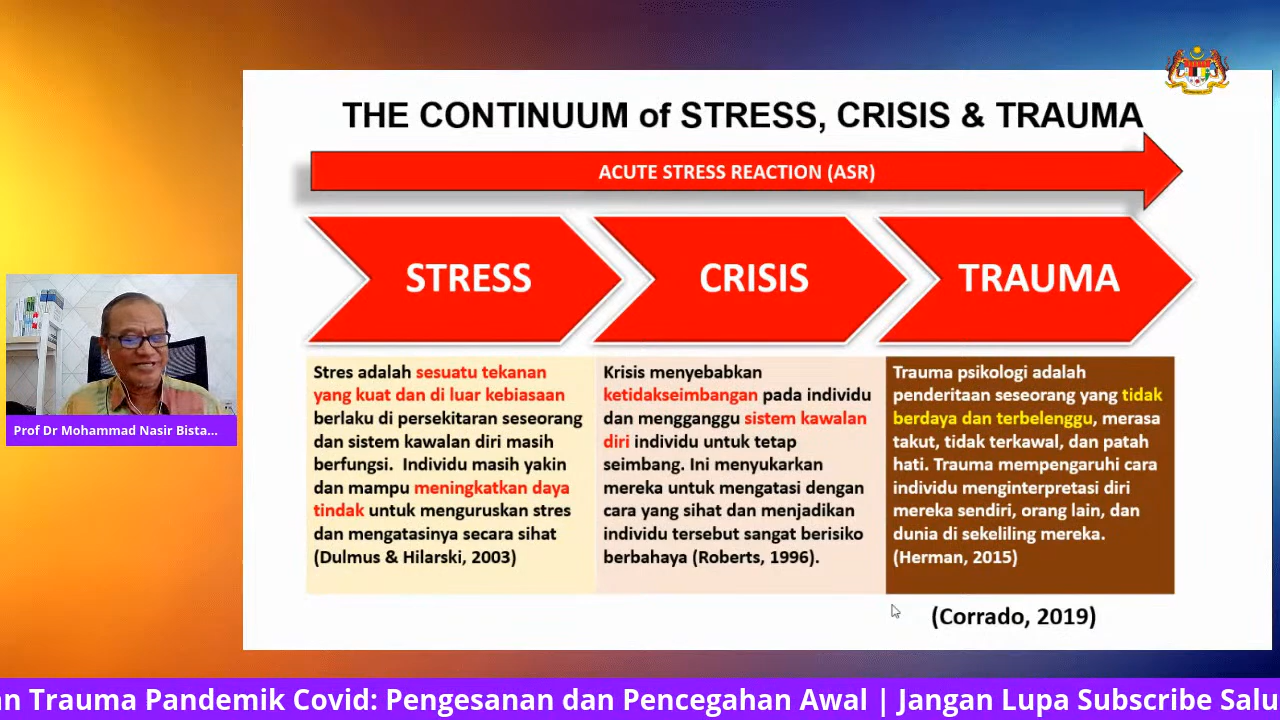 THE CONTINUUM of STRESS, CRISIS & TRAUMA
ACUTE STRESS REACTION (ASR)
STRESS
CRISIS
TRAUMA
Stres adalah sesuatu tekanan
yang kuat dan di luar kebiasaan
berlaku di persekitaran seseorang
dan sistem kawalan diri masih
berfungsi. Individu masih yakin
dan mampu meningkatkan daya
tindak untuk menguruskan stres
dan mengatasinya secara sihat
(Dulmus & Hilarski, 2003)
Krisis menyebabkan
ketidakseimbangan pada individu
dan mengganggu sistem kawalan
diri individu untuk tetap
seimbang. Ini menyukarkan
mereka untuk mengatasi dengan
cara yang sihat dan menjadikan
individu tersebut sangat berisiko
berbahaya (Roberts, 1996).
Trauma psikologi adalah
penderitaan seseorang yang tidak
berdaya dan terbelenggu, merasa
takut, tidak terkawal, dan patah
hati. Trauma mempengaruhi cara
individu menginterpretasi diri
mereka sendiri, orang lain, dan
dunia di sekeliling mereka.
(Herman, 2015)
(Corrado, 2019)
Prof Dr Mohammad Nasir Bista...
an Trauma Pandemik Covid: Pengesanan dan Pencegahan Awal | Jangan Lupa Subscribe Salu